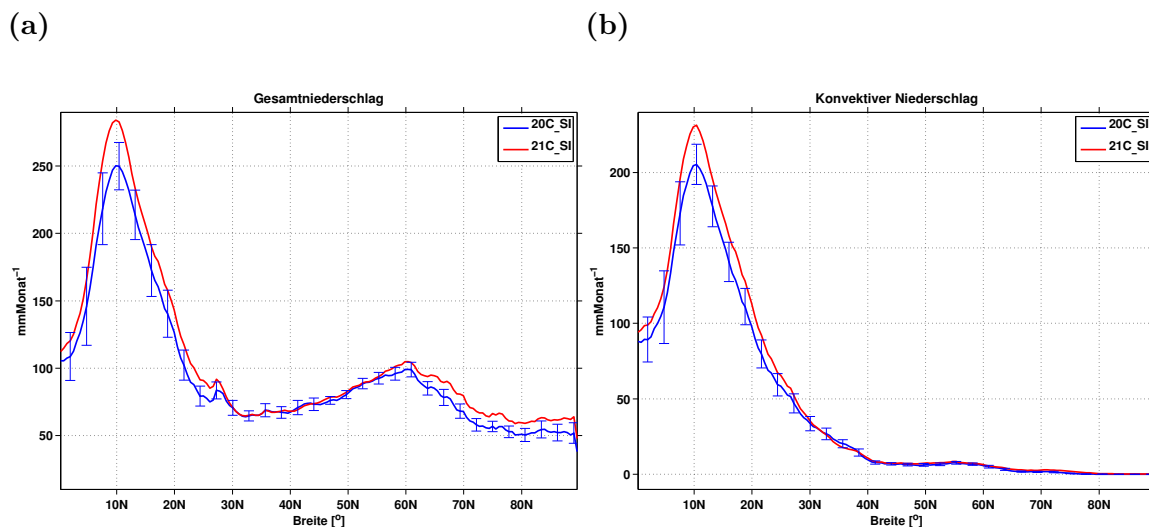 (a)
Gesamtniederschlag
20C_SI
21C_SI
mmMonat⁻¹
250
200
150
100
50
10N 20N 30N 40N 50N 60N 70N 80N
Breite [°]
(b)
Konvektiver Niederschlag
20C_SI
21C_SI
mmMonat⁻¹
200
150
100
50
0
10N 20N 30N 40N 50N 60N 70N 80N
Breite [°]